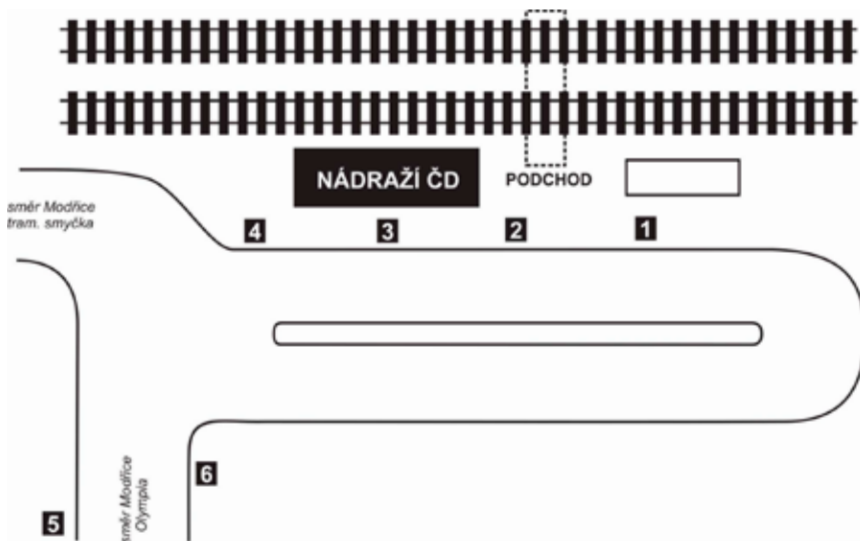 NÁDRAŽÍ ČD
PODCHOD
směr Modřice
tram. smyčka
4
3
2
1
6
5
směr Modřice
Olympia